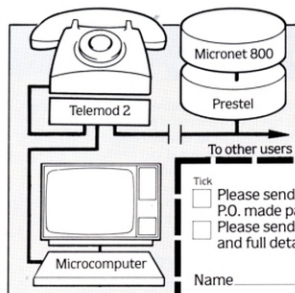 Micronet 800
Telemod 2
Prestel
To other users
Tick
Please send
P.O. made pa
Please send
and full deta
Microcomputer
Name